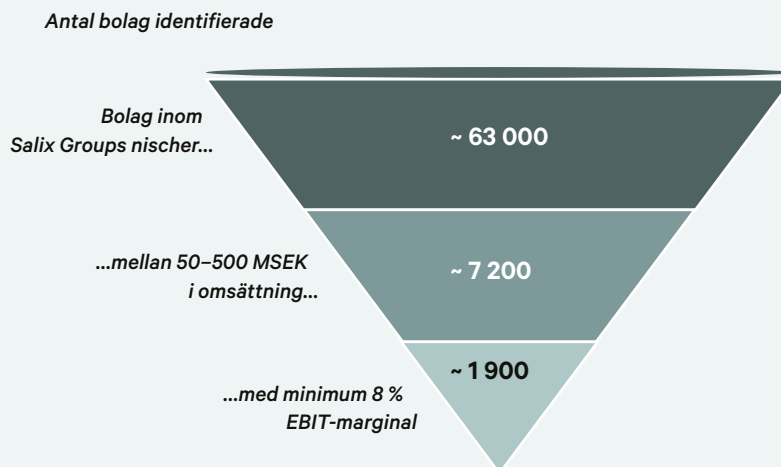 Antal bolag identifierade
Bolag inom
Salix Groups nischer...
~ 63 000
...mellan 50–500 MSEK
i omsättning...
~ 7 200
...med minimum 8 %
EBIT-marginal
~ 1 900